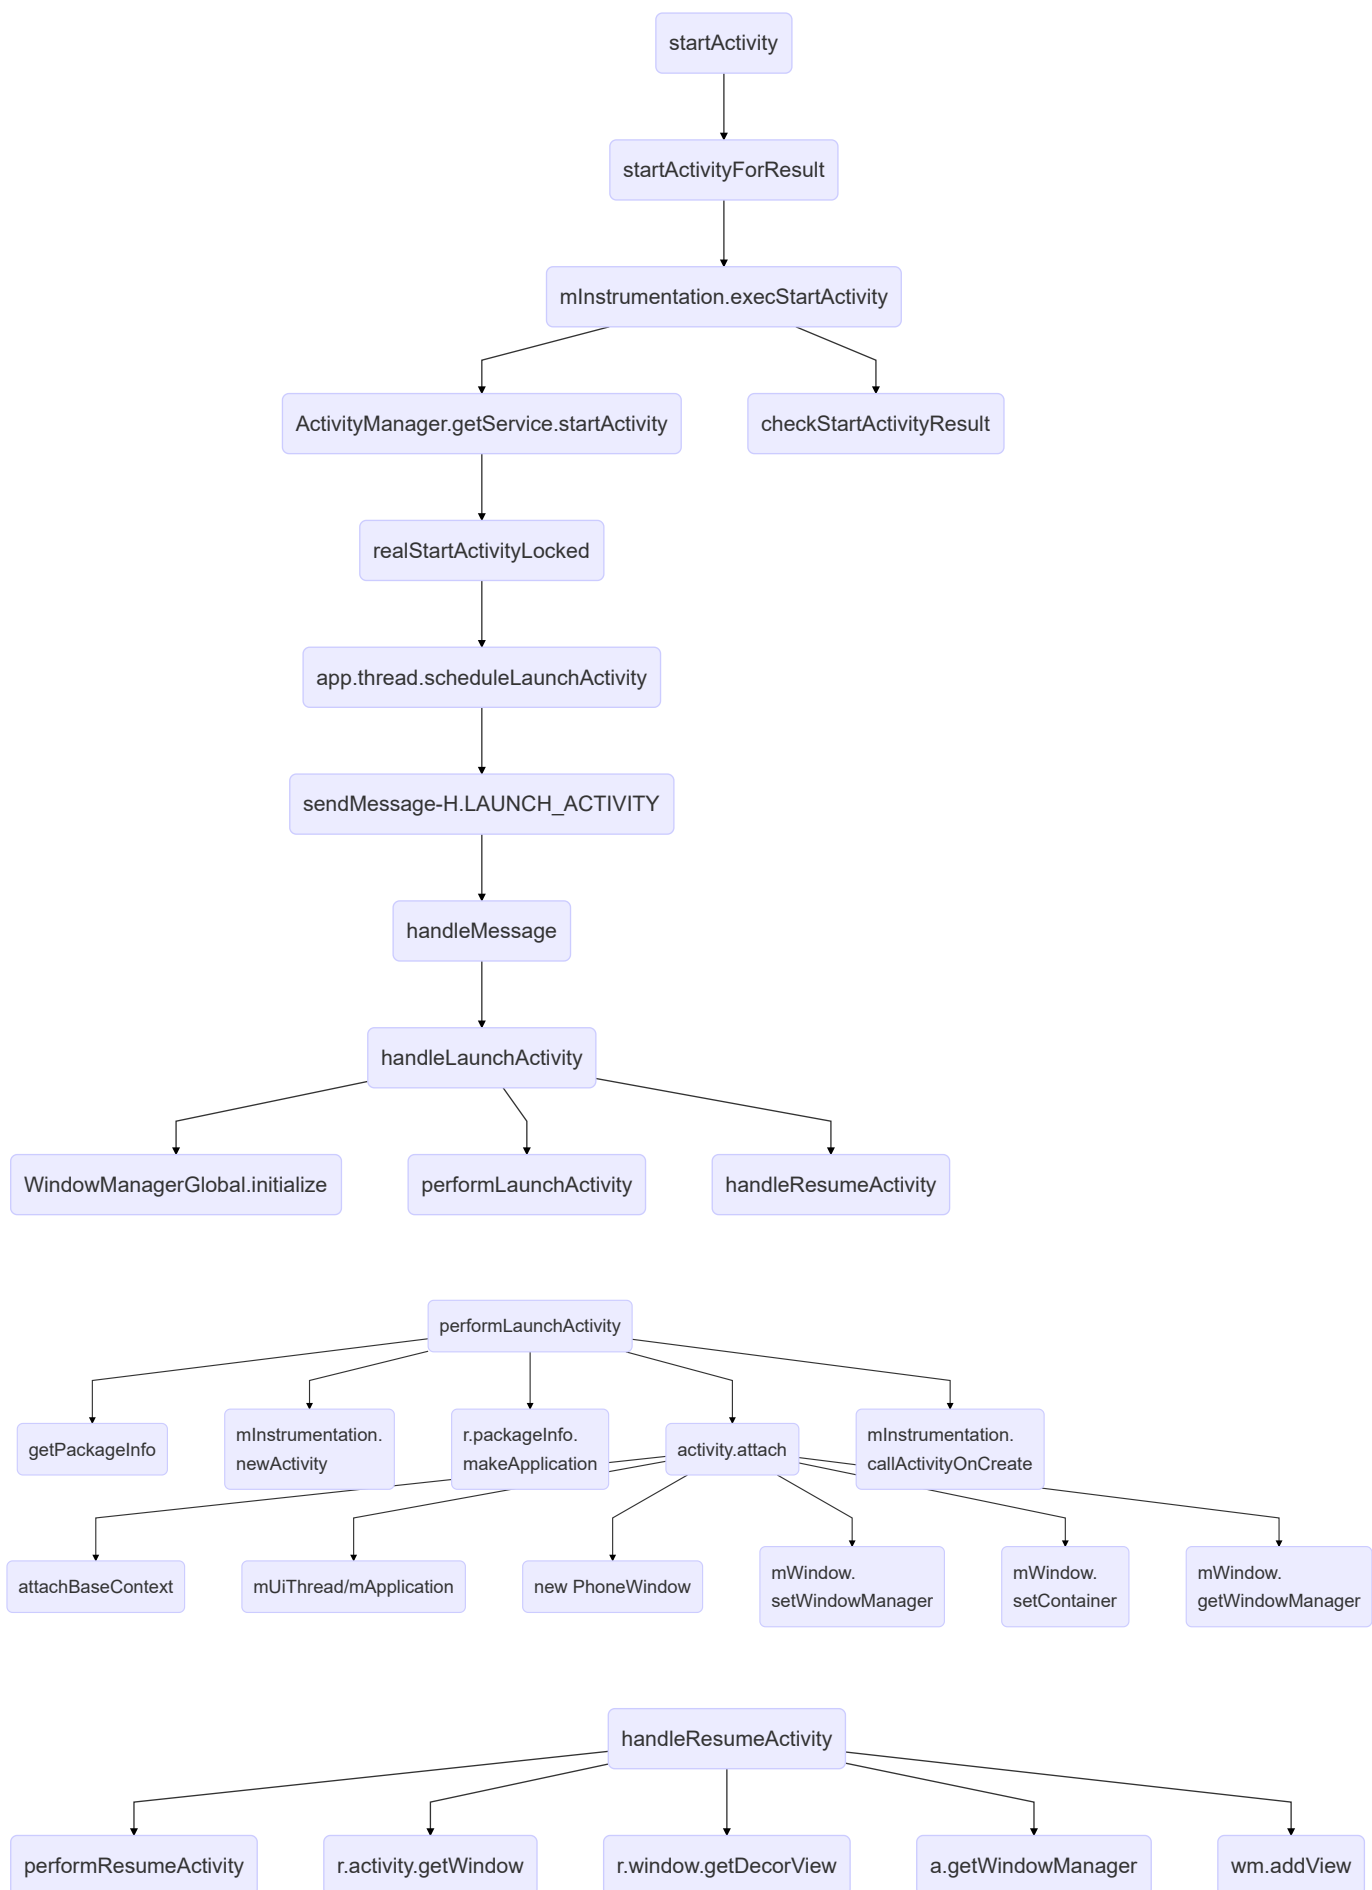 startActivity
startActivityForResult
mInstrumentation.execStartActivity
ActivityManager.getService.startActivity
checkStartActivityResult
realStartActivityLocked
app.thread.scheduleLaunchActivity
sendMessage-H.LAUNCH_ACTIVITY
handleMessage
handleLaunchActivity
WindowManagerGlobal.initialize
performLaunchActivity
handleResumeActivity
performLaunchActivity
getPackageInfo
mInstrumentation.
newActivity
r.packageInfo.
makeApplication
activity.attach
mInstrumentation.
callActivityOnCreate
attachBaseContext
mUiThread/mApplication
new PhoneWindow
mWindow.
setWindowManager
mWindow.
setContainer
mWindow.
getWindowManager
handleResumeActivity
performResumeActivity
r.activity.getWindow
r.window.getDecorView
a.getWindowManager
wm.addView